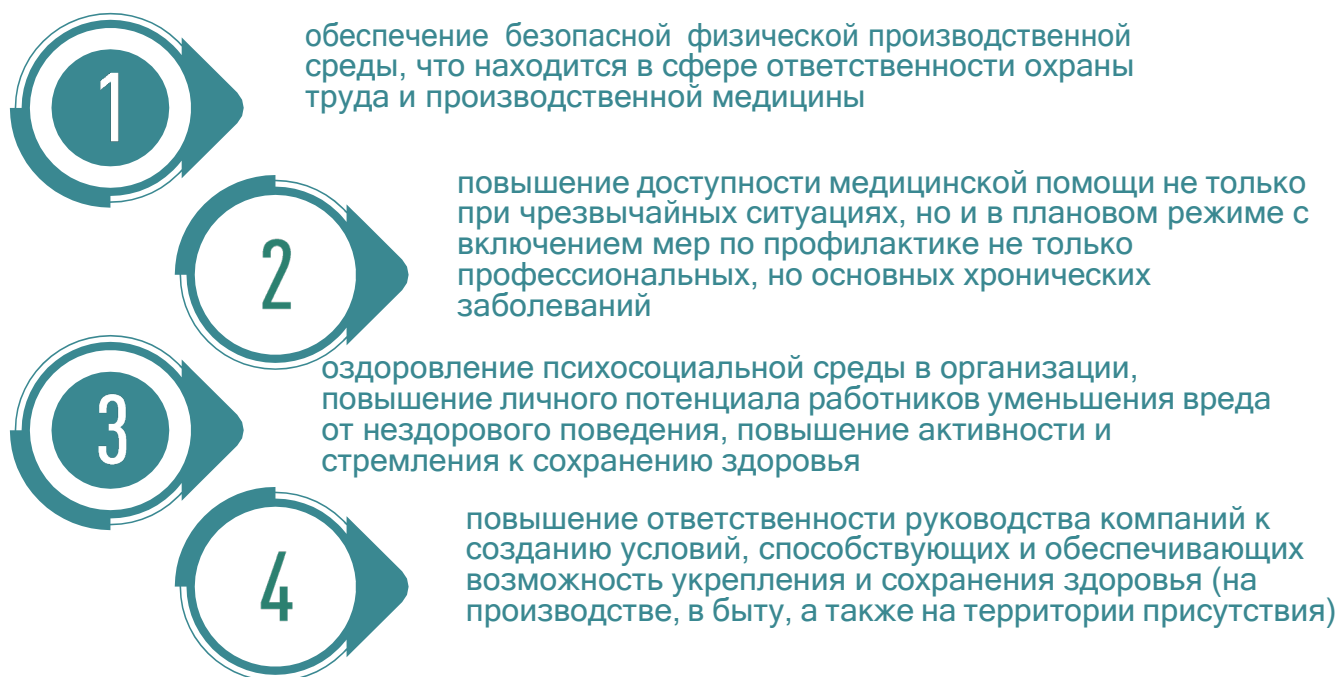 1
обеспечение безопасной физической производственной
среды, что находится в сфере ответственности охраны
труда и производственной медицины
2
повышение доступности медицинской помощи не только
при чрезвычайных ситуациях, но и в плановом режиме с
включением мер по профилактике не только
профессиональных, но основных хронических
заболеваний
3
оздоровление психосоциальной среды в организации,
повышение личного потенциала работников уменьшения вреда
от нездорового поведения, повышение активности и
стремления к сохранению здоровья
4
повышение ответственности руководства компаний к
созданию условий, способствующих и обеспечивающих
возможность укрепления и сохранения здоровья (на
производстве, в быту, а также на территории присутствия)